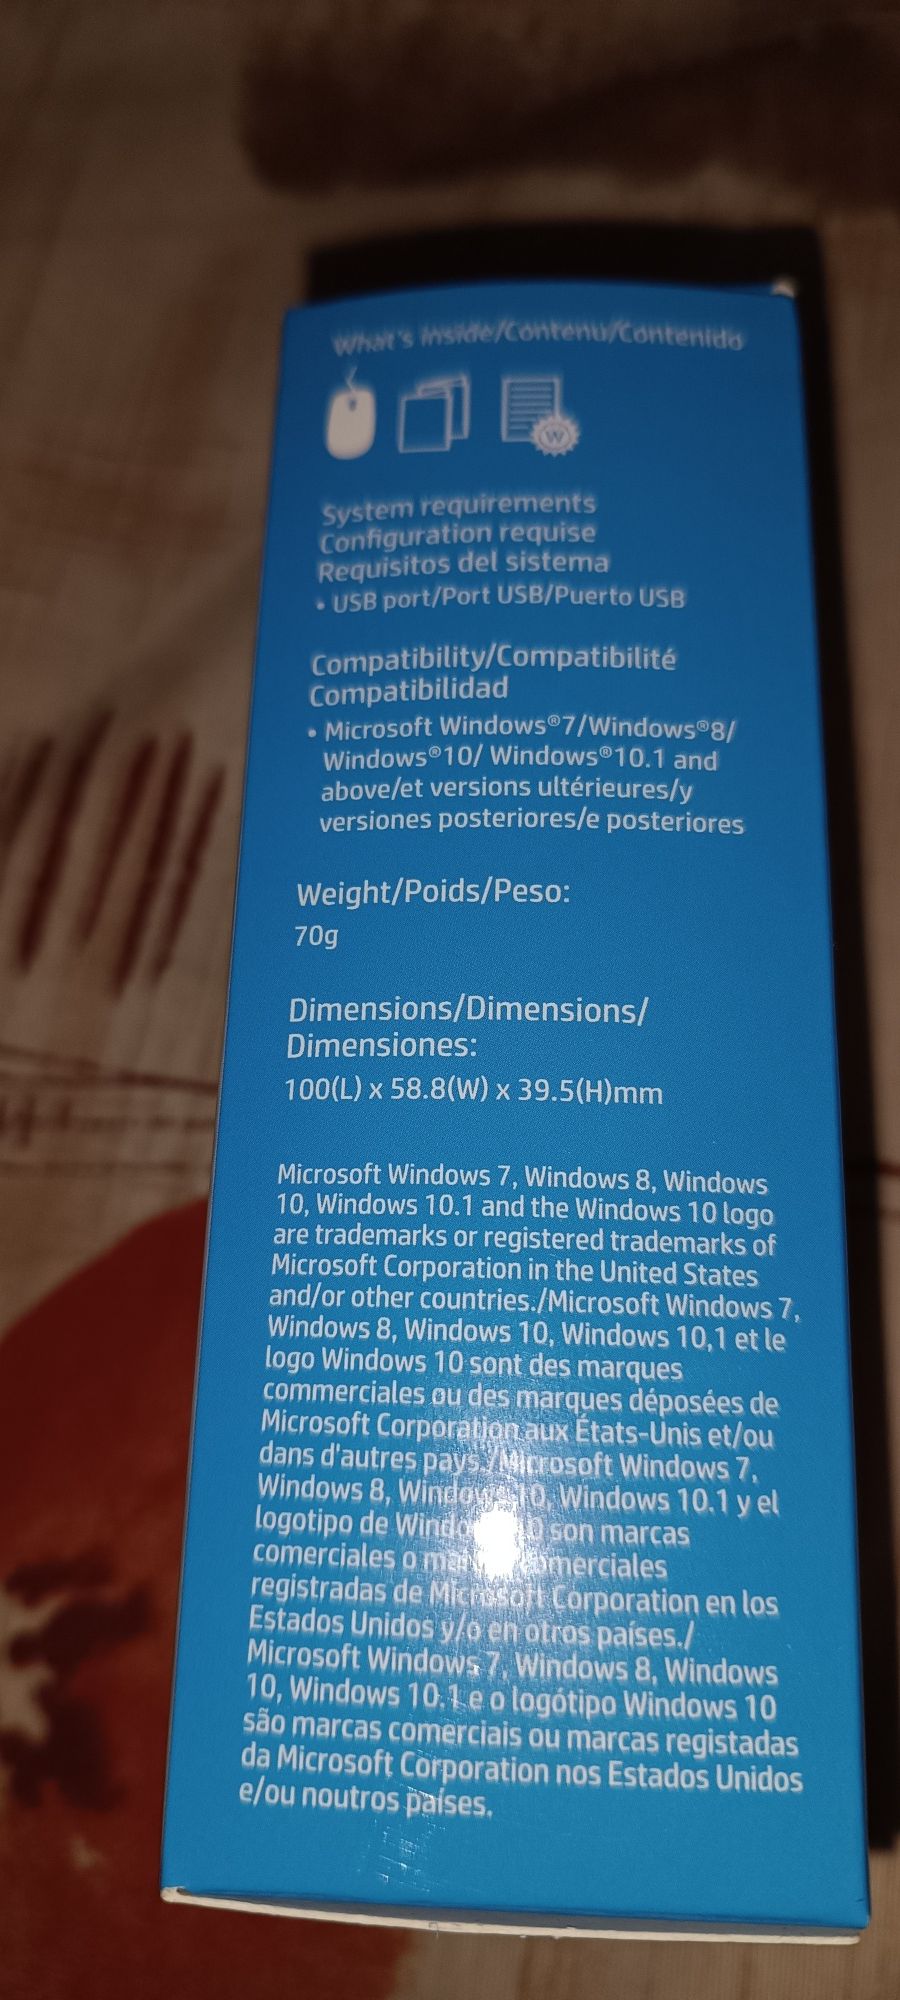 What's inside/Contenu/Contenido
W
System requirements
Configuration requise
Requisitos del sistema
• USB port/Port USB/Puerto USB
Compatibility/Compatibilité
Compatibilidad
• Microsoft Windows®7/Windows®8/
Windows®10/ Windows®10.1 and
above/et versions ultérieures/y
versiones posteriores/e posteriores
Weight/Poids/Peso:
70g
Dimensions/Dimensions/
Dimensiones:
100(L) x 58.8(W) x 39.5(H)mm
Microsoft Windows 7, Windows 8, Windows
10, Windows 10.1 and the Windows 10 logo
are trademarks or registered trademarks of
Microsoft Corporation in the United States
and/or other countries./Microsoft Windows 7,
Windows 8, Windows 10, Windows 10,1 et le
logo Windows 10 sont des marques
commerciales ou des marques déposées de
Microsoft Corporation aux États-Unis et/ou
dans d'autres pays./Microsoft Windows 7,
Windows 8, Windows 10, Windows 10.1 y el
logotipo de son marcas
comerciales o
registradas de Microsoft Corporation en los
Estados Unidos y/o en otros países./
Microsoft Windows 7, Windows 8, Windows
10, Windows 10.1 e o logótipo Windows 10
são marcas comerciais ou marcas registadas
da Microsoft Corporation nos Estados Unidos
e/ou noutros países.